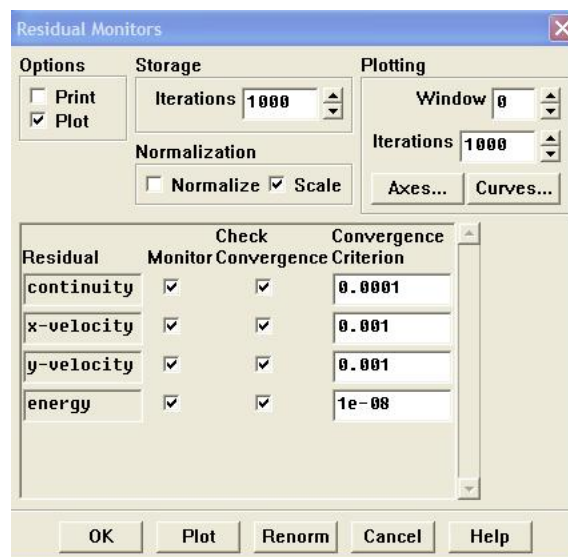 Residual Monitors
Options
Print
Plot
Storage
Iterations 1000
Normalization
Normalize Scale
Plotting
Window 0
Iterations 1000
Axes... Curves...
Residual Monitor Check Convergence Convergence Criterion
continuity 0.0001
x-velocity 0.001
y-velocity 0.001
energy 1e-08
OK Plot Renorm Cancel Help